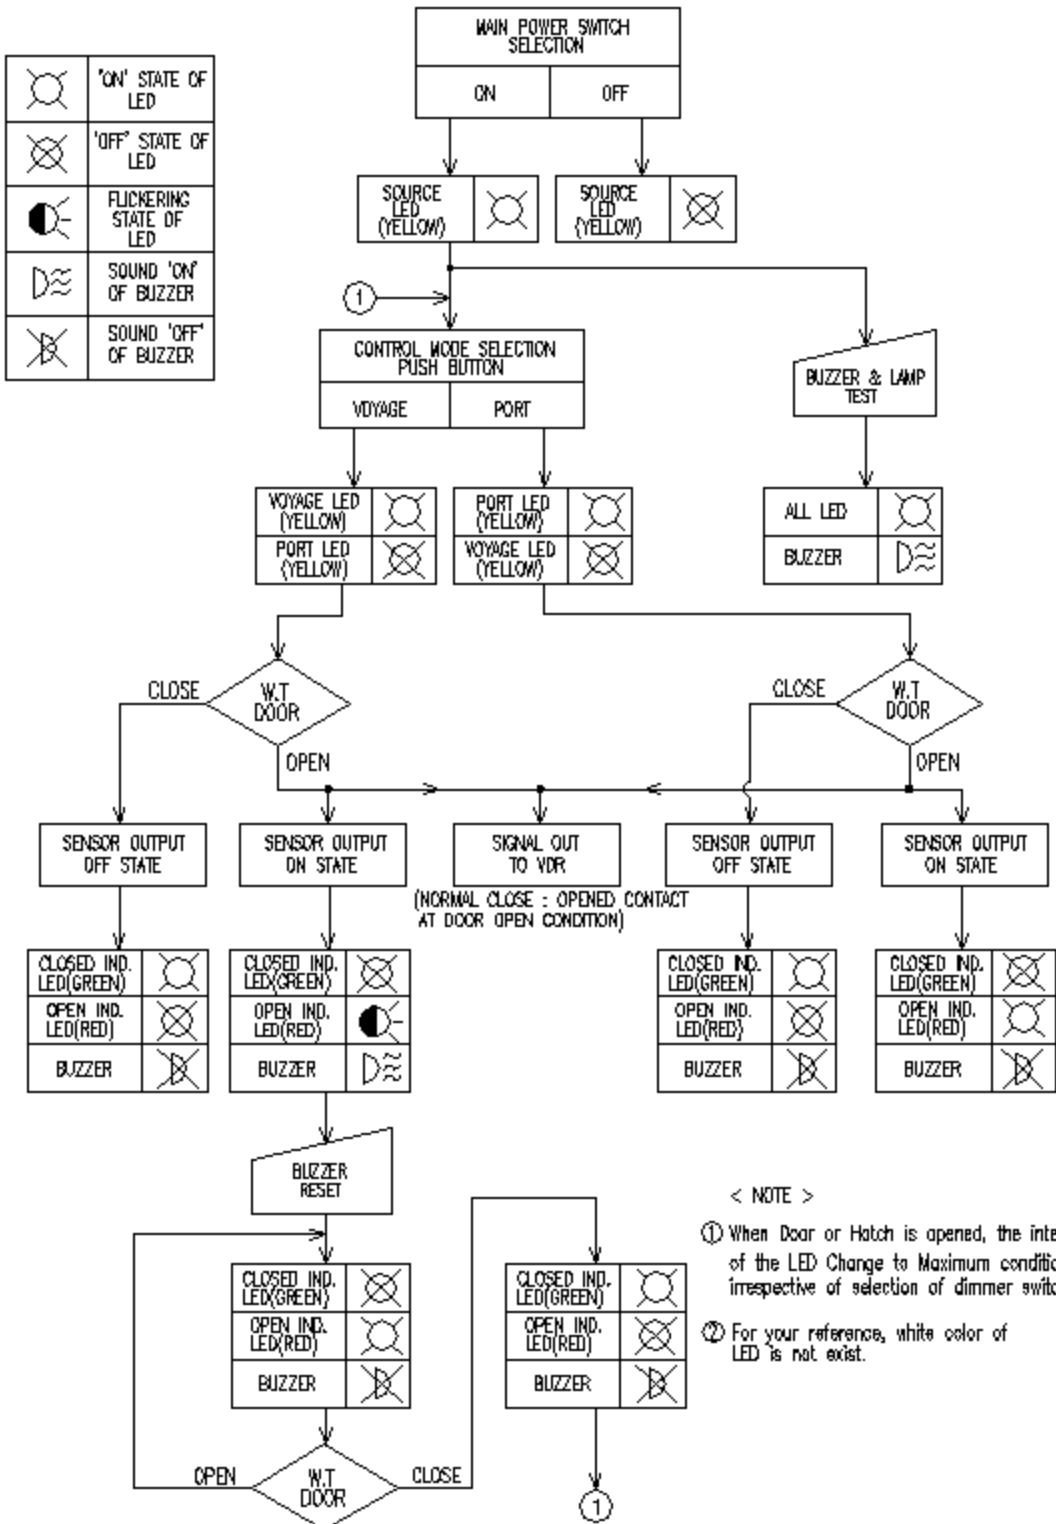 MAIN POWER SWITCH
SELECTION
ON
OFF
'ON' STATE OF
LED
'OFF' STATE OF
LED
FLICKERING
STATE OF
LED
SOUND 'ON'
OF BUZZER
SOUND 'OFF'
OF BUZZER
SOURCE
LED
(YELLOW)
SOURCE
LED
(YELLOW)
1
CONTROL MODE SELECTION
PUSH BUTTON
VOYAGE
PORT
BUZZER & LAMP
TEST
VOYAGE LED
(YELLOW)
PORT LED
(YELLOW)
PORT LED
(YELLOW)
VOYAGE LED
(YELLOW)
ALL LED
BUZZER
CLOSE
W.T
DOOR
OPEN
CLOSE
W.T
DOOR
OPEN
SENSOR OUTPUT
OFF STATE
SENSOR OUTPUT
ON STATE
SIGNAL OUT
TO VDR
(NORMAL CLOSE : OPENED CONTACT
AT DOOR OPEN CONDITION)
SENSOR OUTPUT
OFF STATE
SENSOR OUTPUT
ON STATE
CLOSED IND.
LED(GREEN)
OPEN IND.
LED(RED)
BUZZER
CLOSED IND.
LED(GREEN)
OPEN IND.
LED(RED)
BUZZER
CLOSED IND.
LED(GREEN)
OPEN IND.
LED(RED)
BUZZER
CLOSED IND.
LED(GREEN)
OPEN IND.
LED(RED)
BUZZER
BUZZER
RESET
CLOSED IND.
LED(GREEN)
OPEN IND.
LED(RED)
BUZZER
CLOSED IND.
LED(GREEN)
OPEN IND.
LED(RED)
BUZZER
OPEN
W.T
DOOR
CLOSE
1
< NOTE >
① When Door or Hatch is opened, the
of the LED Change to Maximum
irrespective of selection of dimmer
② For your reference, white color of
LED is not exist.